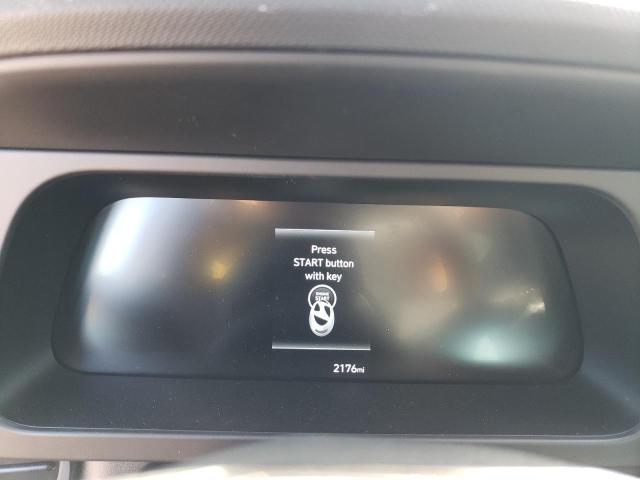 Press
START button
with key
ENGINE
START
2176mi